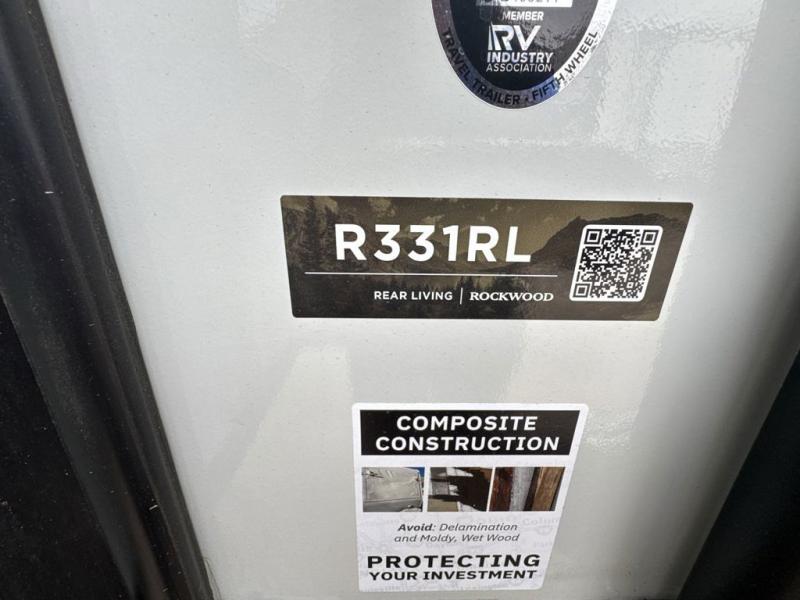 MEMBER
RV
INDUSTRY
ASSOCIATION
TRAVEL TRAILER • FIFTH WHEEL
R331RL
REAR LIVING | ROCKWOOD
COMPOSITE
CONSTRUCTION
Avoid: Delamination
and Moldy, Wet Wood
PROTECTING
YOUR INVESTMENT